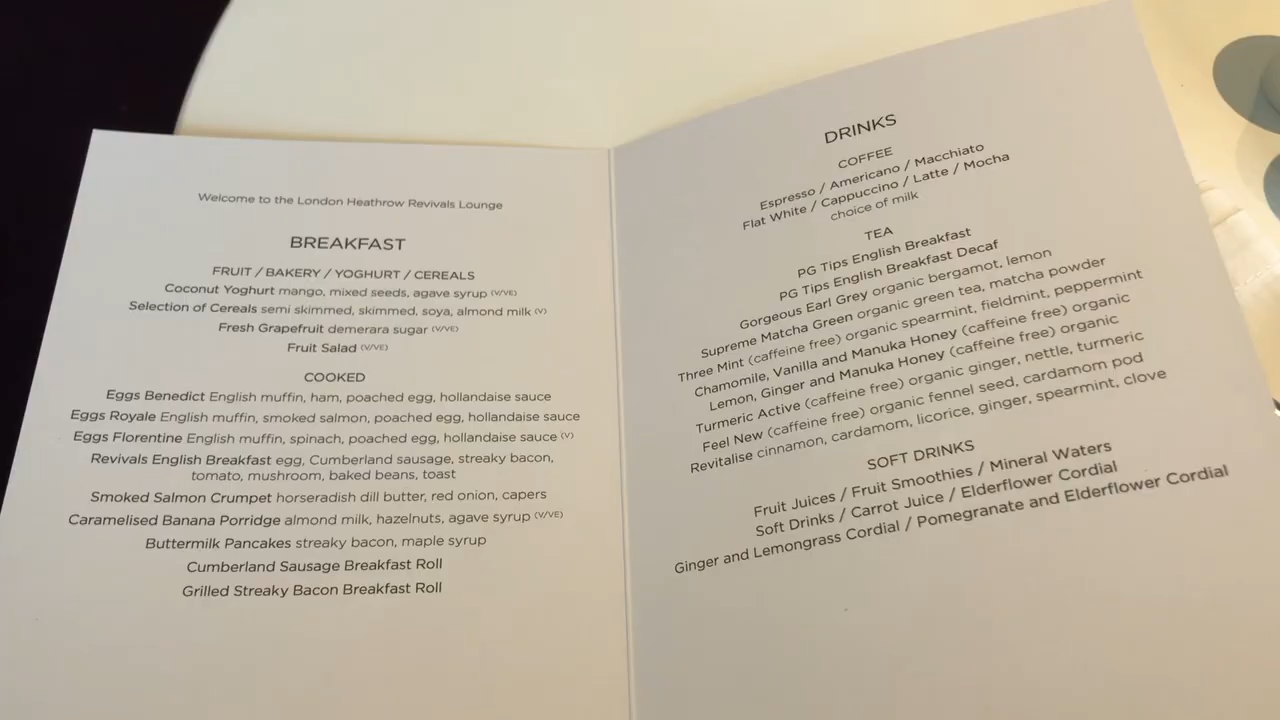 Welcome to the London Heathrow Revivals Lounge
BREAKFAST
FRUIT / BAKERY / YOGHURT / CEREALS
Coconut Yoghurt mango, mixed seeds, agave syrup (V/VE)
Selection of Cereals semi skimmed, skimmed, soya, almond milk (V)
Fresh Grapefruit demerara sugar (V/VE)
Fruit Salad (V/VE)
COOKED
Eggs Benedict English muffin, ham, poached egg, hollandaise sauce
Eggs Royale English muffin, smoked salmon, poached egg, hollandaise sauce
Eggs Florentine English muffin, spinach, poached egg, hollandaise sauce (V)
Revivals English Breakfast egg, Cumberland sausage, streaky bacon,
tomato, mushroom, baked beans, toast
Smoked Salmon Crumpet horseradish dill butter, red onion, capers
Caramelised Banana Porridge almond milk, hazelnuts, agave syrup (V/VE)
Buttermilk Pancakes streaky bacon, maple syrup
Cumberland Sausage Breakfast Roll
Grilled Streaky Bacon Breakfast Roll
DRINKS
COFFEE
Espresso / Americano / Macchiato
Flat White / Cappuccino / Latte / Mocha
choice of milk
TEA
PG Tips English Breakfast
PG Tips English Breakfast Decaf
Gorgeous Earl Grey organic bergamot, lemon
Supreme Matcha Green organic green tea, matcha powder
Three Mint (caffeine free) organic spearmint, fieldmint, peppermint
Chamomile, Vanilla and Manuka Honey (caffeine free) organic
Lemon, Ginger and Manuka Honey (caffeine free) organic
Turmeric Active (caffeine free) organic ginger, nettle, turmeric
Feel New (caffeine free) organic fennel seed, cardamom pod
Revitalise cinnamon, cardamom, licorice, ginger, spearmint, clove
SOFT DRINKS
Fruit Juices / Fruit Smoothies / Mineral Waters
Soft Drinks / Carrot Juice / Elderflower Cordial
Ginger and Lemongrass Cordial / Pomegranate and Elderflower Cordial